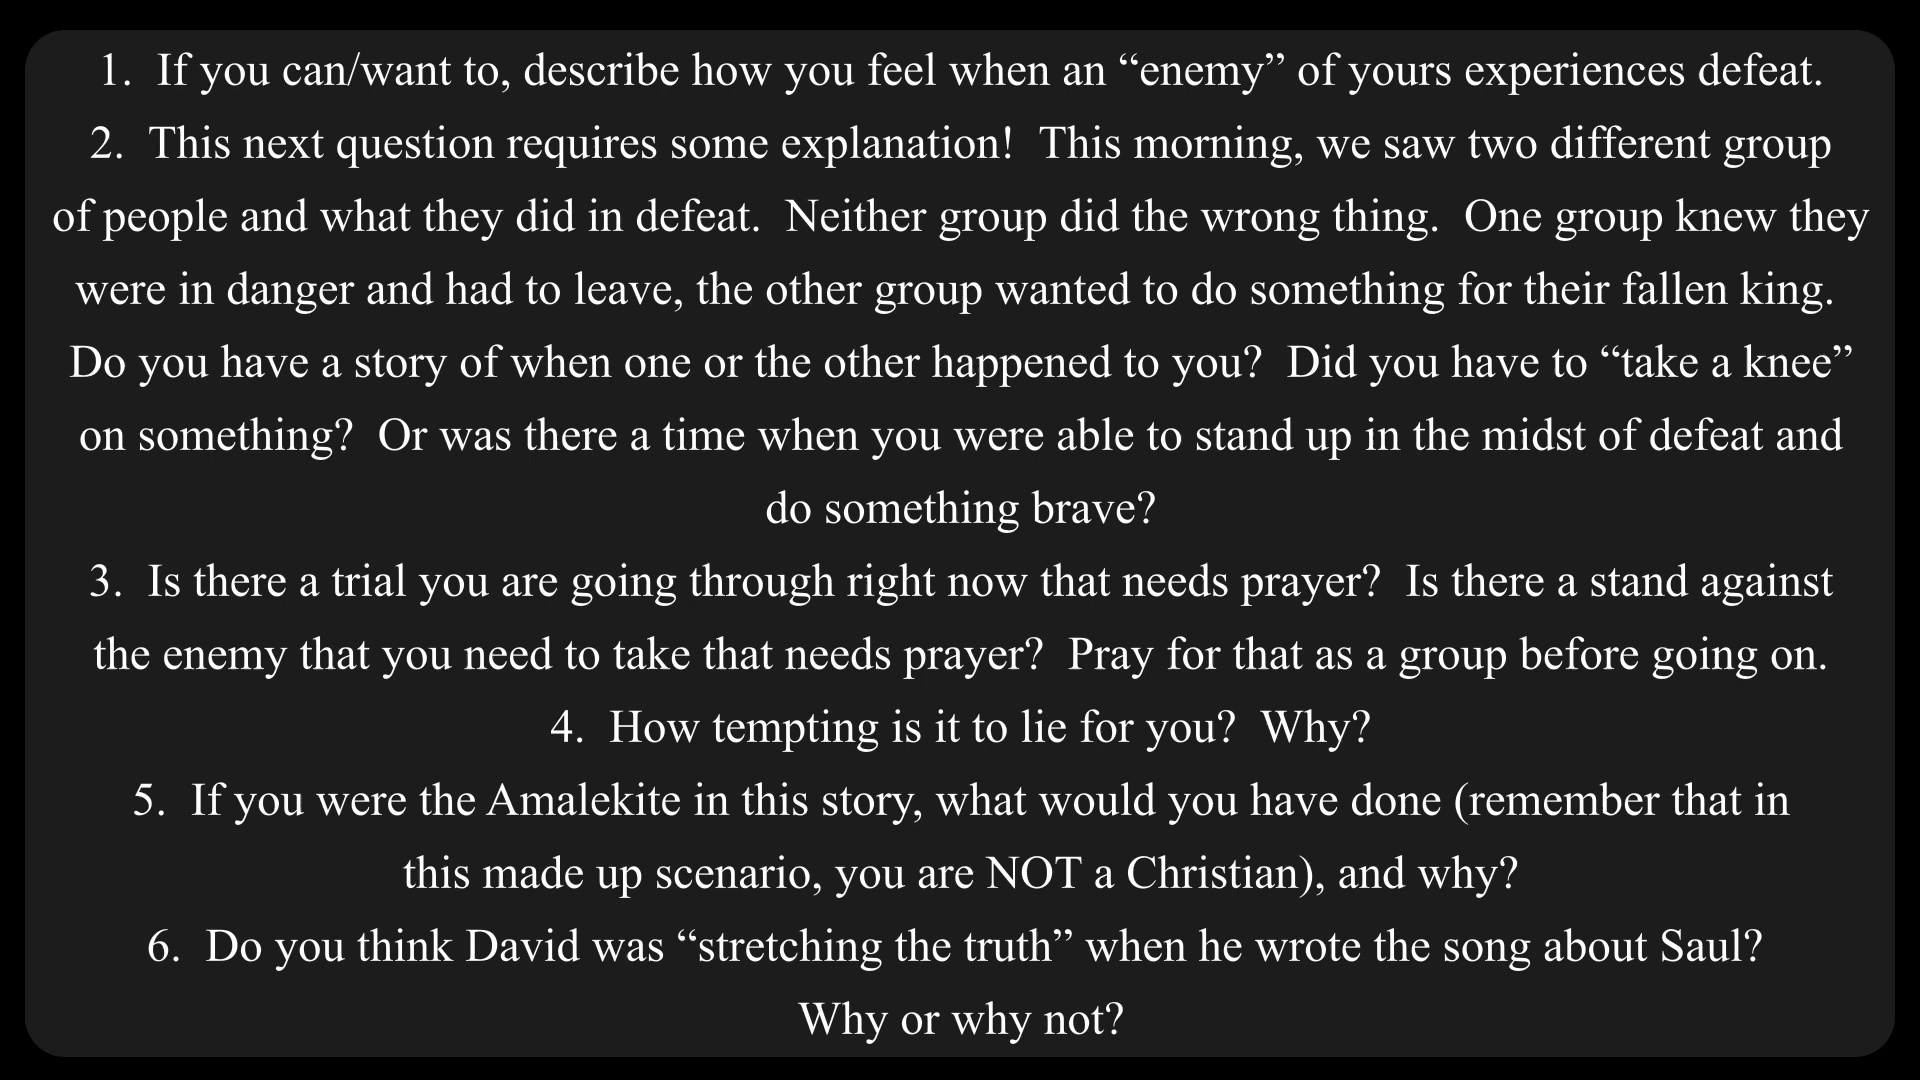 1.  If you can/want to, describe how you feel when an “enemy” of yours experiences defeat.
2.  This next question requires some explanation!  This morning, we saw two different group
of people and what they did in defeat.  Neither group did the wrong thing.  One group knew they
were in danger and had to leave, the other group wanted to do something for their fallen king.
Do you have a story of when one or the other happened to you?  Did you have to “take a knee”
on something?  Or was there a time when you were able to stand up in the midst of defeat and
do something brave?
3.  Is there a trial you are going through right now that needs prayer?  Is there a stand against
the enemy that you need to take that needs prayer?  Pray for that as a group before going on.
4.  How tempting is it to lie for you?  Why?
5.  If you were the Amalekite in this story, what would you have done (remember that in
this made up scenario, you are NOT a Christian), and why?
6.  Do you think David was “stretching the truth” when he wrote the song about Saul?
Why or why not?